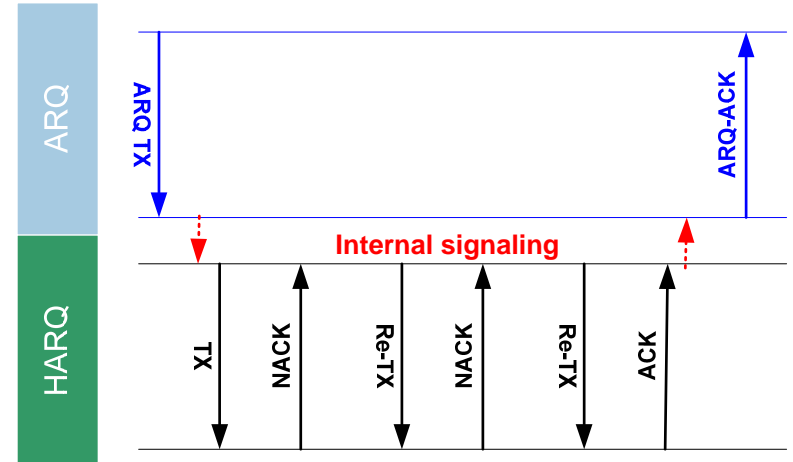 ARQ
ARQ TX
ARQ-ACK
Internal signaling
HARQ
TX
NACK
Re-TX
NACK
Re-TX
ACK